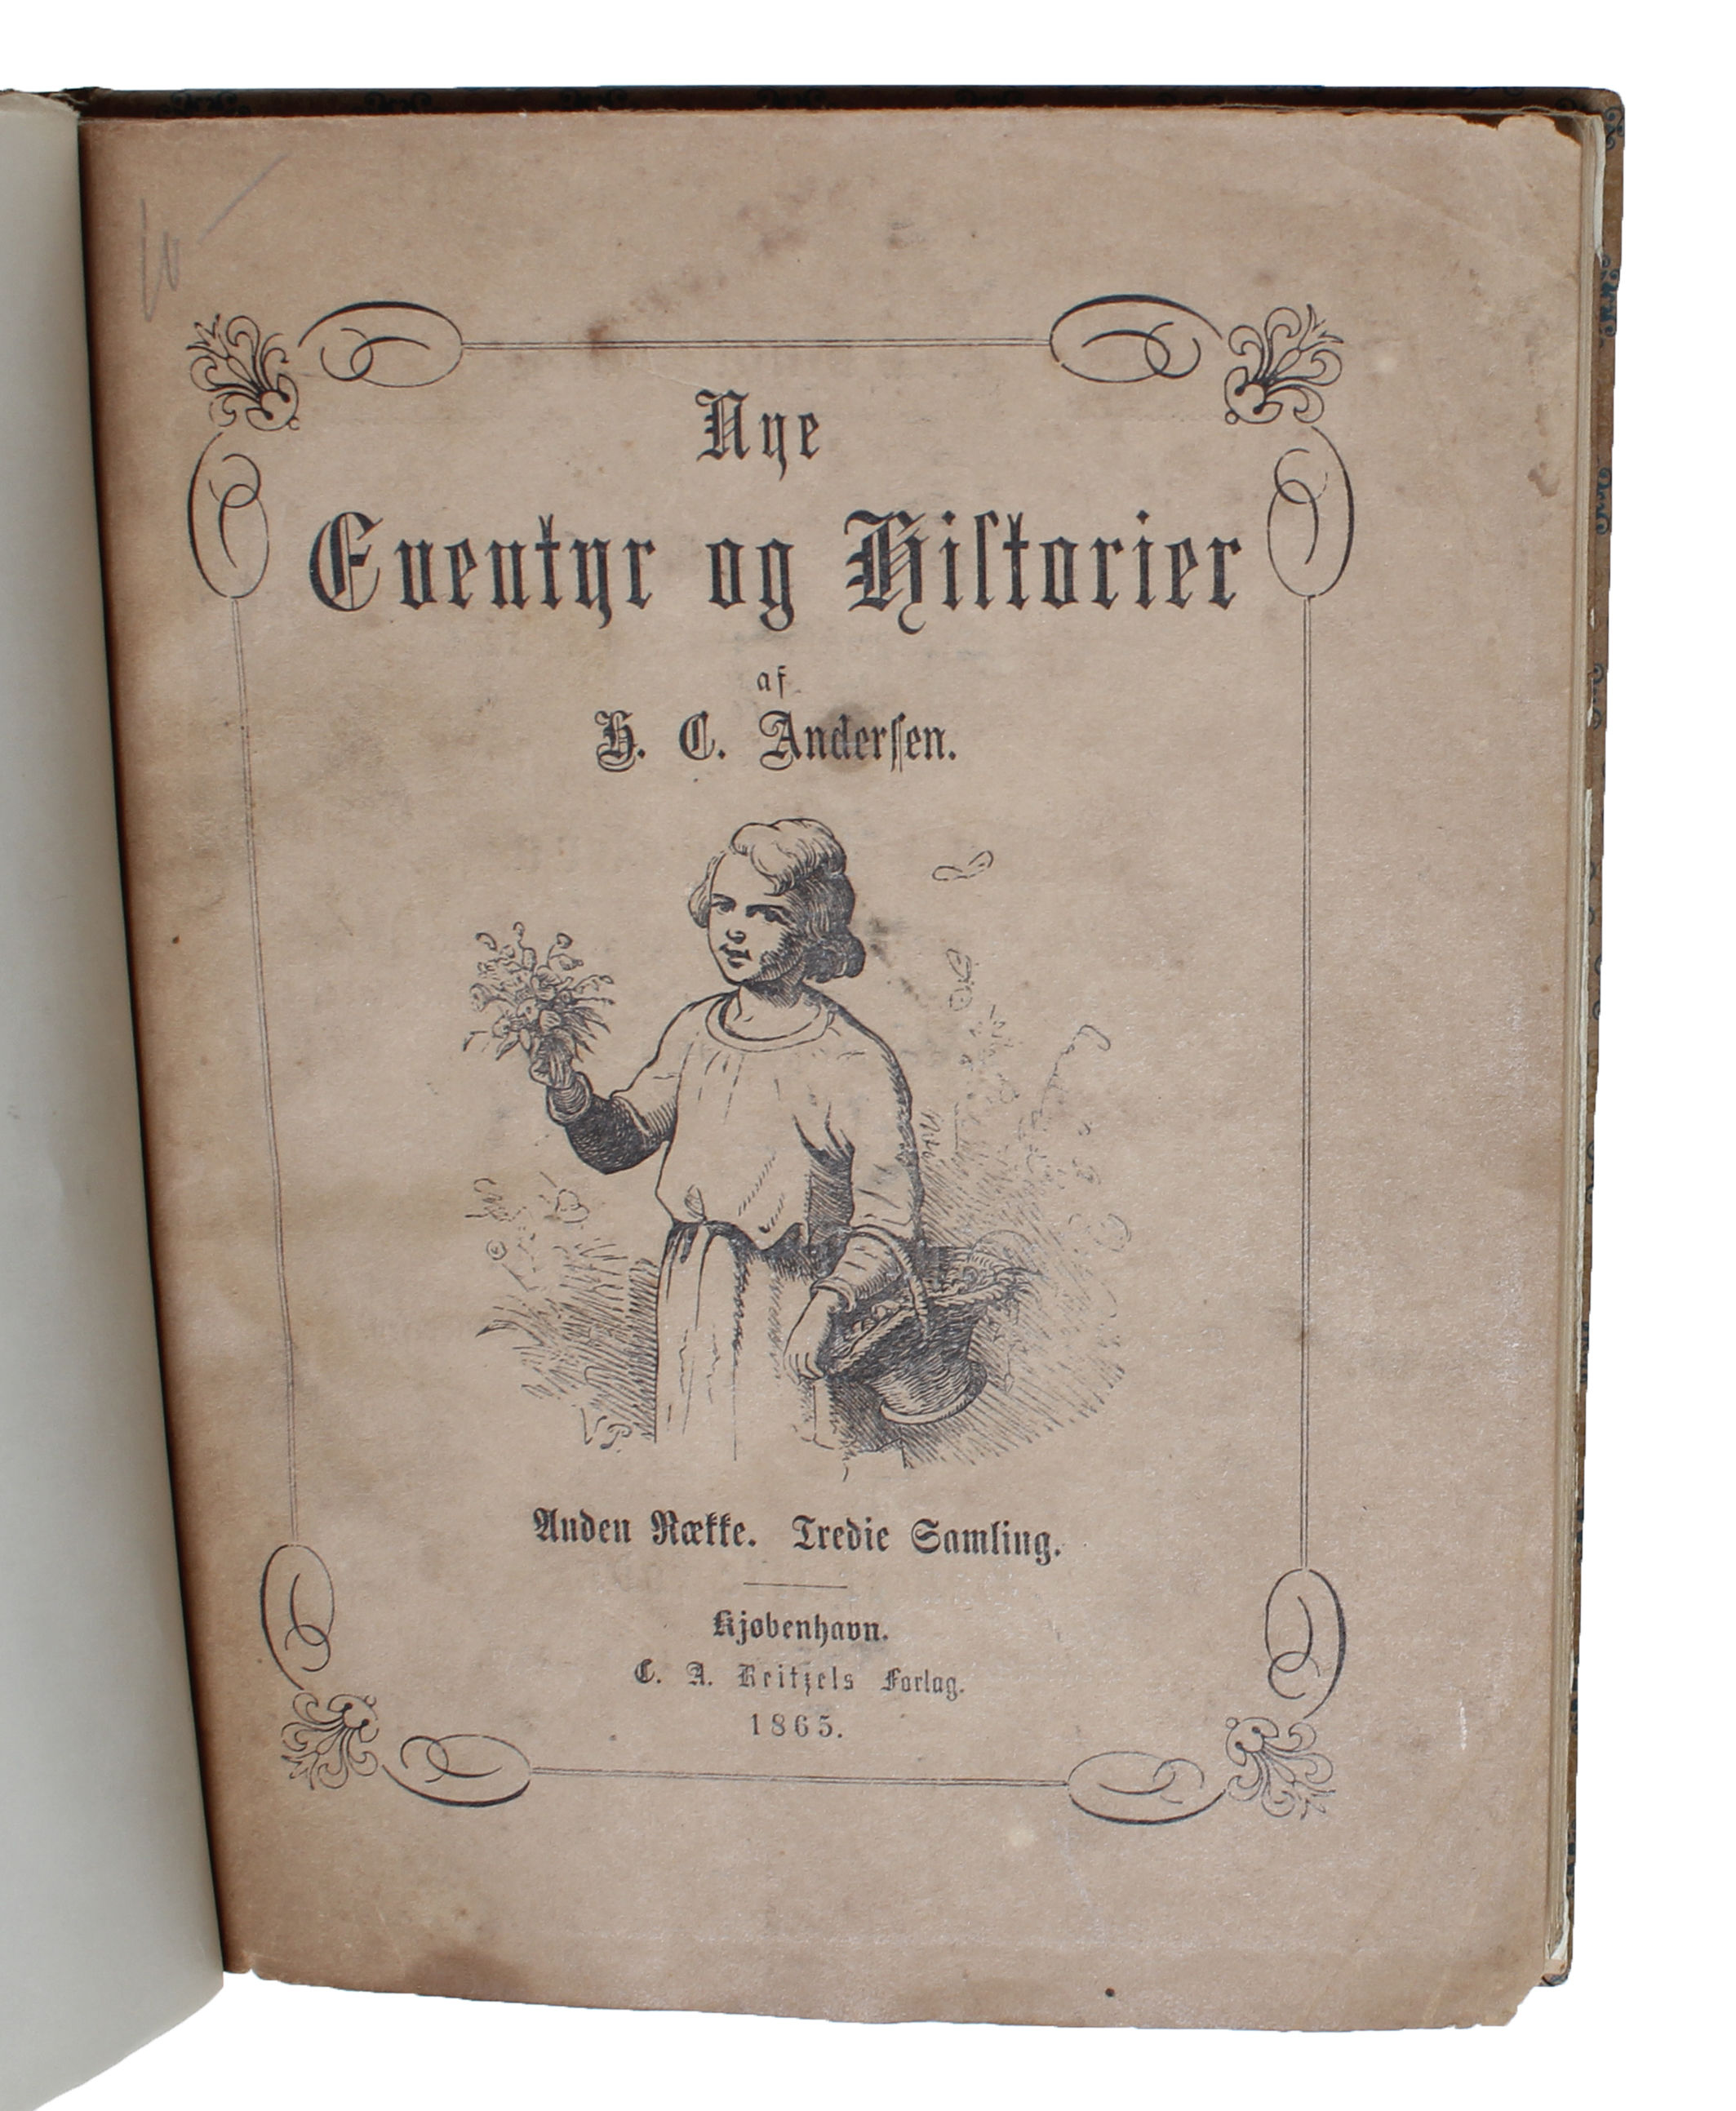 Nye
Eventyr og Hiſtorier
af
H. C. Anderſen.
V.P.
Anden Række. Tredie Samling.
Kjøbenhavn.
C. A. Reitzels Forlag.
1865.